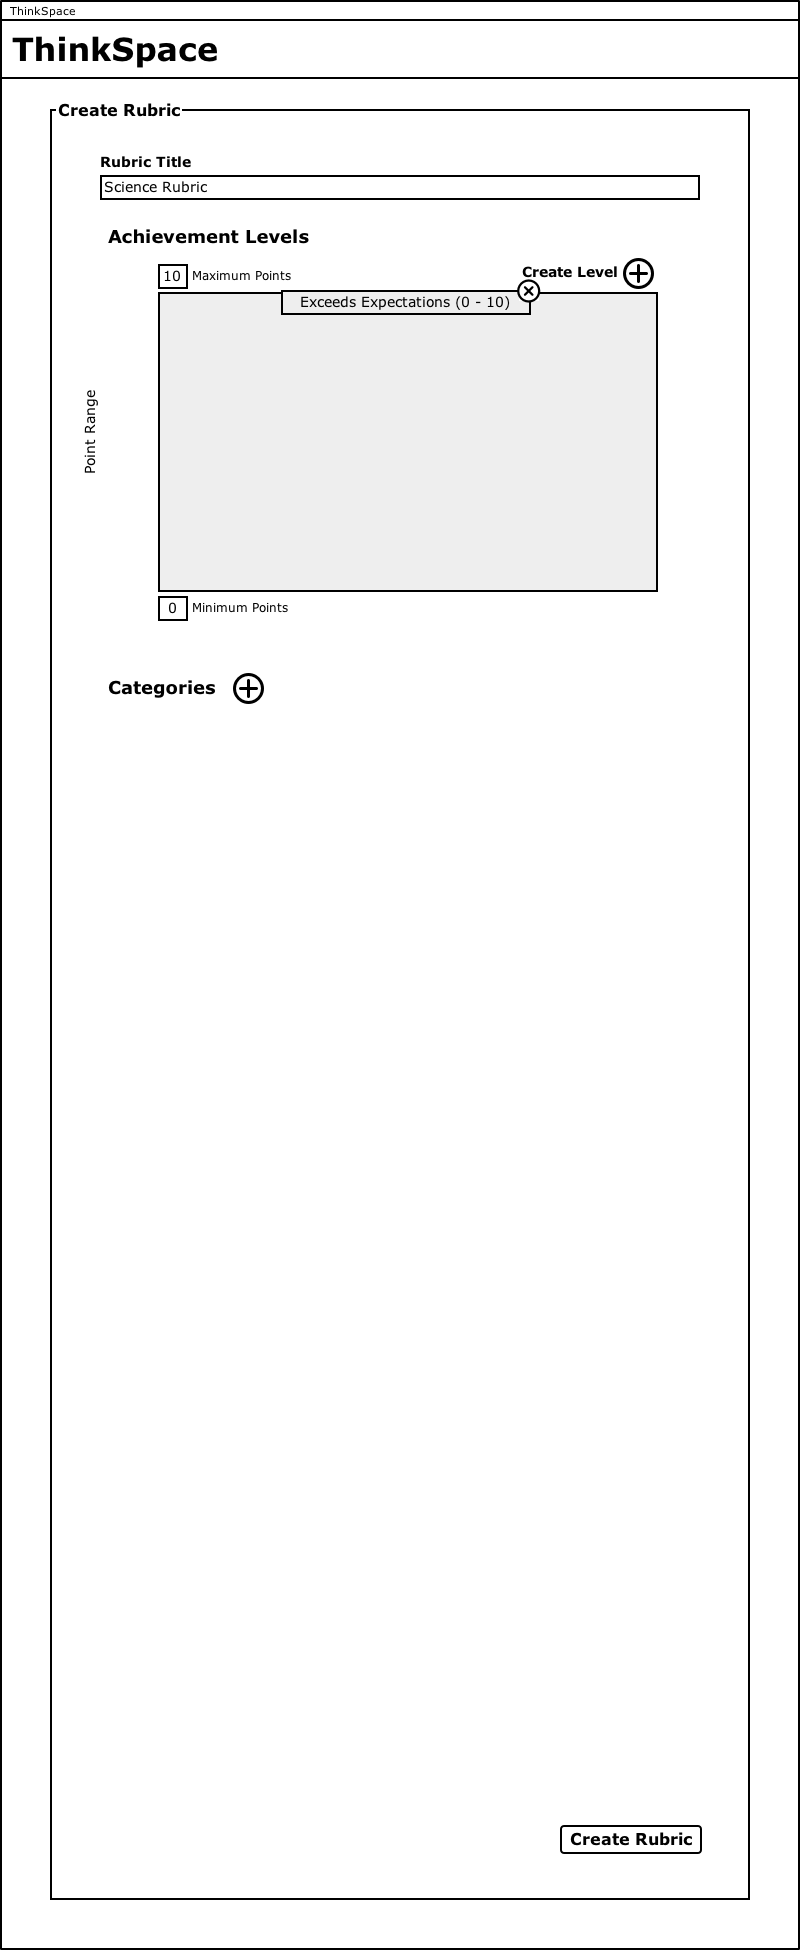 ThinkSpace
ThinkSpace
Create Rubric
Rubric Title
Science Rubric
Achievement Levels
10 Maximum Points
Create Level
Exceeds Expectations (0 - 10)
Point Range
0 Minimum Points
Categories
Create Rubric